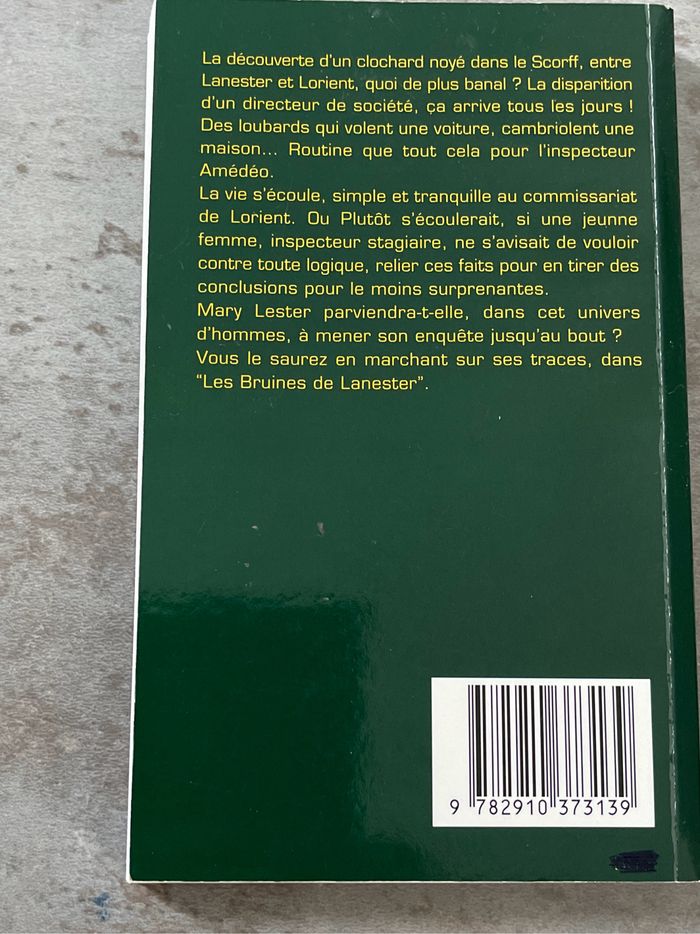 La découverte d'un clochard noyé dans le Scorff, entre
Lanester et Lorient, quoi de plus banal ? La disparition
d'un directeur de société, ça arrive tous les jours !
Des loubards qui volent une voiture, cambriolent une
maison... Routine que tout cela pour l'inspecteur
Amédéo.
La vie s'écoule, simple et tranquille au commissariat
de Lorient. Ou Plutôt s'écoulerait, si une jeunne
femme, inspecteur stagiaire, ne s'avisait de vouloir
contre toute logique, relier ces faits pour en tirer des
conclusions pour le moins surprenantes.
Mary Lester parviendra-t-elle, dans cet univers
d'hommes, à mener son enquête jusqu'au bout ?
Vous le saurez en marchant sur ses traces, dans
"Les Bruines de Lanester".
9 782910 373139